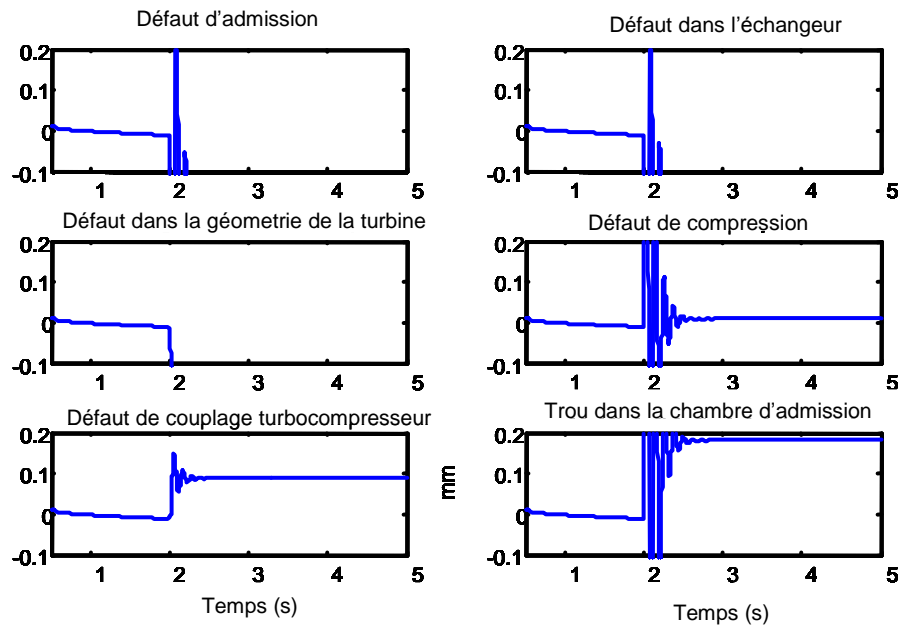 Défaut d'admission
0.2
0.1
0
-0.1
1 2 3 4 5
Défaut dans l'échangeur
0.2
0.1
0
-0.1
1 2 3 4 5
Défaut dans la géometrie de la turbine
0.2
0.1
0
-0.1
1 2 3 4 5
Défaut de compression
0.2
0.1
0
-0.1
1 2 3 4 5
Défaut de couplage turbocompresseur
0.2
0.1
0
-0.1
1 2 3 4 5
Temps (s)
Trou dans la chambre d'admission
mm
0.2
0.1
0
-0.1
1 2 3 4 5
Temps (s)